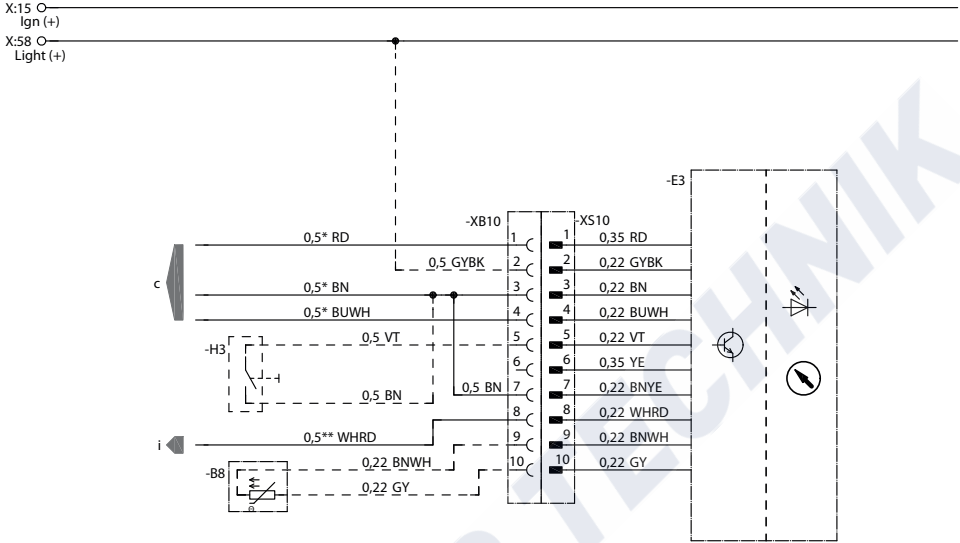 X:15
Ign (+)
X:58
Light (+)
-E3
-XB10
-XS10
0,5* RD
1
1
0,35 RD
0,5 GYBK
2
2
0,22 GYBK
c
0,5* BN
3
3
0,22 BN
0,5* BUWH
4
4
0,22 BUWH
-H3
0,5 VT
5
5
0,22 VT
6
6
0,35 YE
0,5 BN
0,5 BN
7
7
0,22 BNYE
8
8
0,22 WHRD
i
0,5** WHRD
9
9
0,22 BNWH
-B8
0,22 BNWH
10
10
0,22 GY
0,22 GY
TECHNIK